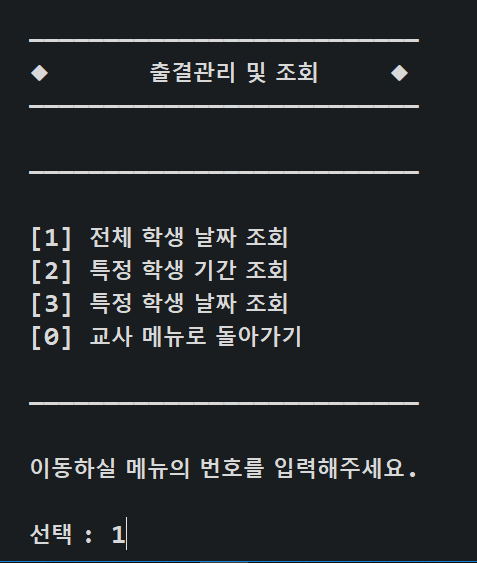 ◆ 출결관리 및 조회 ◆
[1] 전체 학생 날짜 조회
[2] 특정 학생 기간 조회
[3] 특정 학생 날짜 조회
[0] 교사 메뉴로 돌아가기
이동하실 메뉴의 번호를 입력해주세요.
선택 : 1